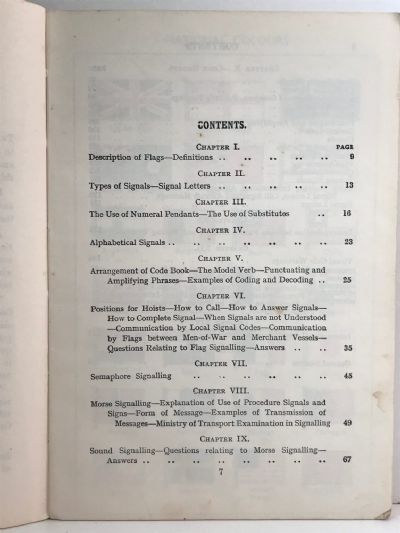 CONTENTS.
CHAPTER I. PAGE
Description of Flags—Definitions .. .. .. .. .. 9
CHAPTER II.
Types of Signals—Signal Letters .. .. .. .. .. 13
CHAPTER III.
The Use of Numeral Pendants—The Use of Substitutes .. 16
CHAPTER IV.
Alphabetical Signals .. .. .. .. .. .. .. 23
CHAPTER V.
Arrangement of Code Book—The Model Verb—Punctuating and
Amplifying Phrases—Examples of Coding and Decoding .. 25
CHAPTER VI.
Positions for Hoists—How to Call—How to Answer Signals—
How to Complete Signal—When Signals are not Understood
—Communication by Local Signal Codes—Communication
by Flags between Men-of-War and Merchant Vessels—
Questions Relating to Flag Signalling—Answers .. .. 35
CHAPTER VII.
Semaphore Signalling .. .. .. .. .. .. 45
CHAPTER VIII.
Morse Signalling—Explanation of Use of Procedure Signals and
Signs—Form of Message—Examples of Transmission of
Messages—Ministry of Transport Examination in Signalling 49
CHAPTER IX.
Sound Signalling—Questions relating to Morse Signalling—
Answers .. .. .. .. .. .. .. .. 67
7